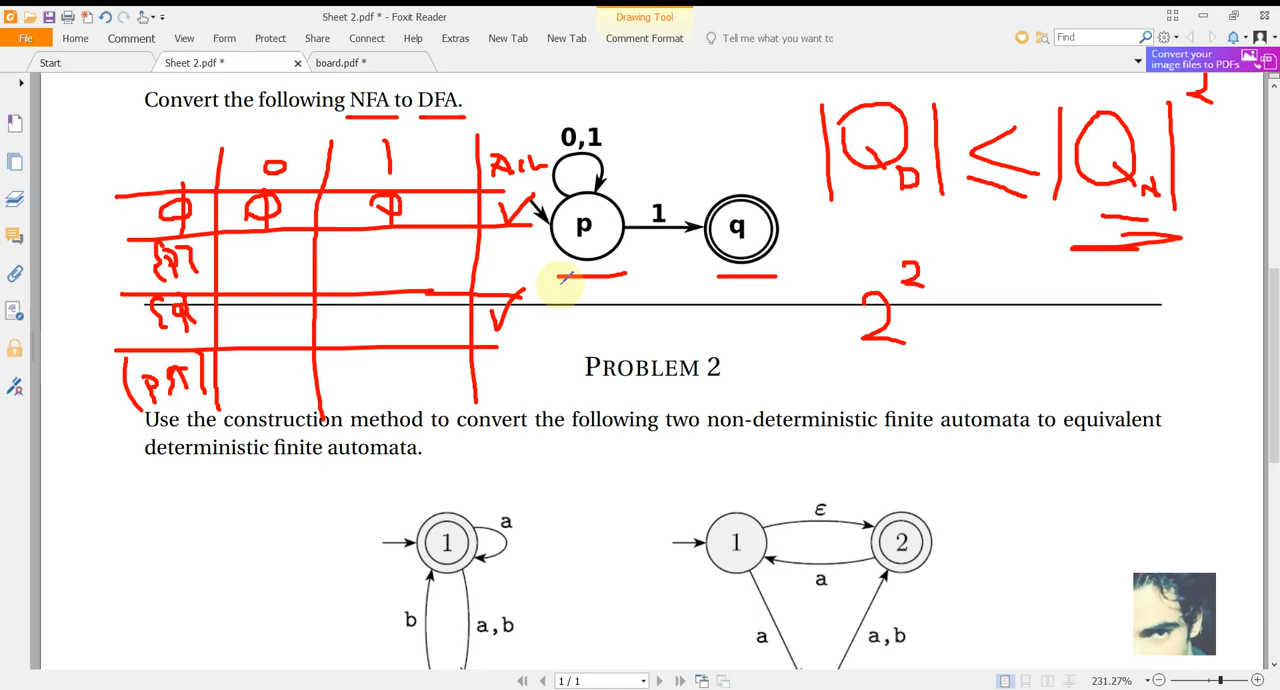 Sheet 2.pdf * - Foxit Reader
Drawing Tool
File Home Comment View Form Protect Share Connect Help Extras New Tab New Tab Comment Format Tell me what you want to Find
Start Sheet 2.pdf * board.pdf *
Convert your
image files to PDFs
Convert the following NFA to DFA.
0 1
Φ Φ Φ
{p}
{q}
{p,q}
0,1
p 1 q
|Q_D| ≤ |Q_N|^2
2^2
PROBLEM 2
Use the construction method to convert the following two non-deterministic finite automata to equivalent
deterministic finite automata.
1 a
b a,b
1 ε 2
a
a a,b
1 / 1 231.27%